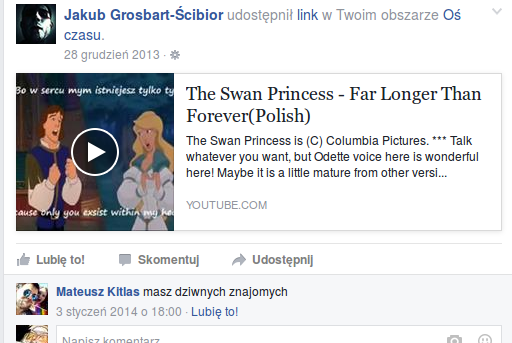 Jakub Grosbart-Ścibior udostępnił link w Twoim obszarze Oś
czasu.
28 grudzień 2013 ·
Bo w sercu mym istniejesz tylko ty
cause only you exsist within my hea
The Swan Princess - Far Longer Than
Forever(Polish)
The Swan Princess is (C) Columbia Pictures. *** Talk
whatever you want, but Odette voice here is wonderful
here! Maybe it is a little mature from other versi...
YOUTUBE.COM
Lubię to! Skomentuj Udostępnij
Mateusz Kitlas masz dziwnych znajomych
3 styczeń 2014 o 18:00 · Lubię to!
Napisz komentarz